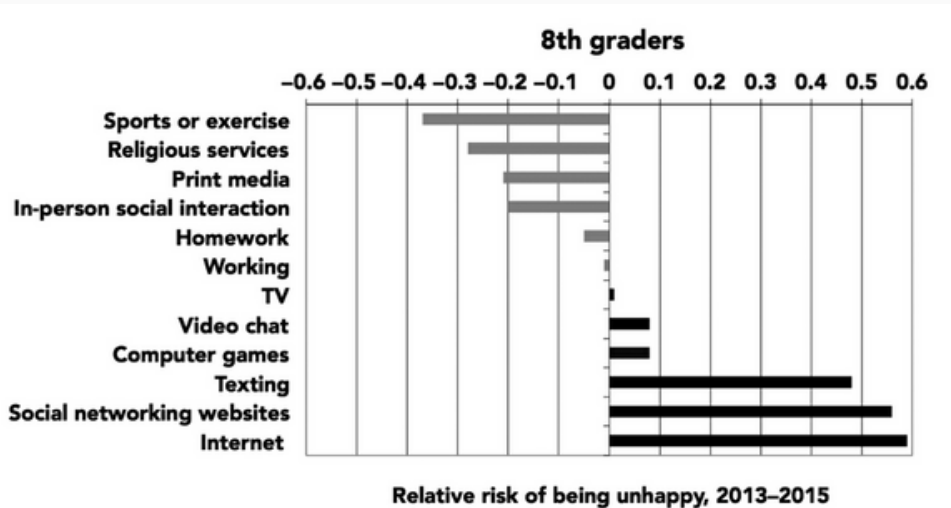 8th graders
–0.6 –0.5 –0.4 –0.3 –0.2 –0.1 0 0.1 0.2 0.3 0.4 0.5 0.6
Sports or exercise
Religious services
Print media
In-person social interaction
Homework
Working
TV
Video chat
Computer games
Texting
Social networking websites
Internet
Relative risk of being unhappy, 2013–2015